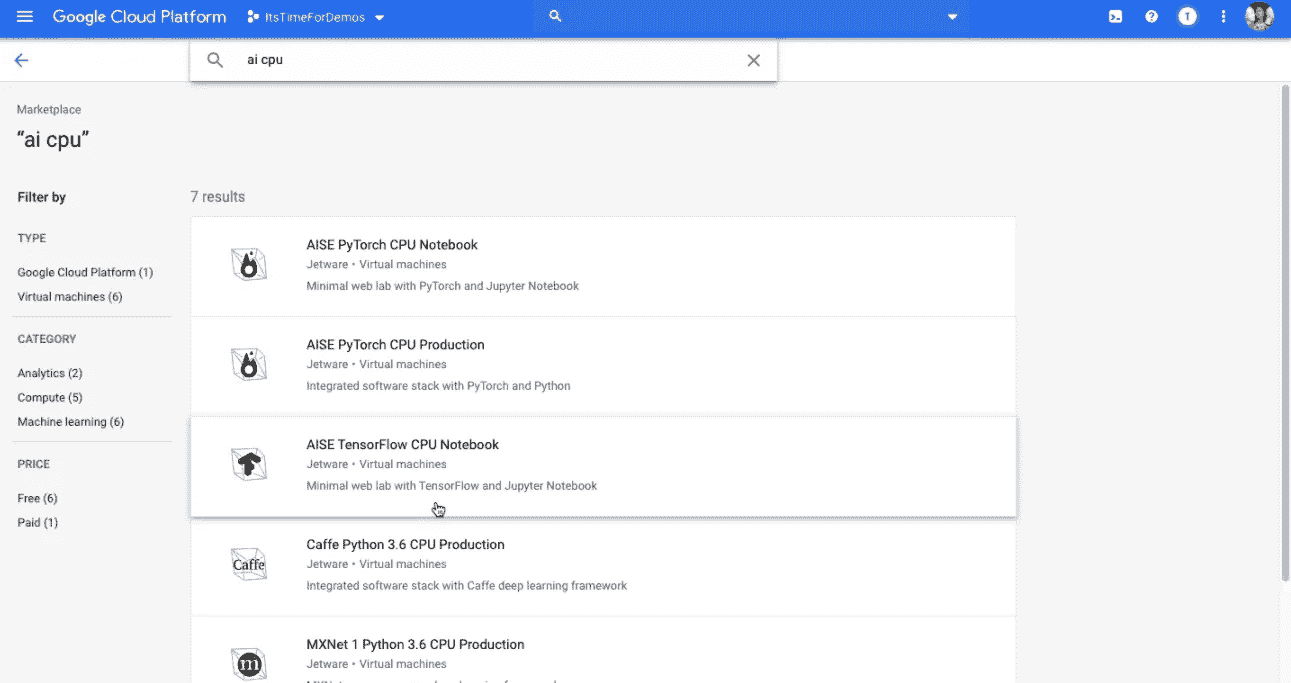 Google Cloud Platform
ItsTimeForDemos
T
ai cpu
Marketplace
“ai cpu”
Filter by
TYPE
Google Cloud Platform (1)
Virtual machines (6)
CATEGORY
Analytics (2)
Compute (5)
Machine learning (6)
PRICE
Free (6)
Paid (1)
7 results
AISE PyTorch CPU Notebook
Jetware • Virtual machines
Minimal web lab with PyTorch and Jupyter Notebook
AISE PyTorch CPU Production
Jetware • Virtual machines
Integrated software stack with PyTorch and Python
AISE TensorFlow CPU Notebook
Jetware • Virtual machines
Minimal web lab with TensorFlow and Jupyter Notebook
Caffe
Caffe Python 3.6 CPU Production
Jetware • Virtual machines
Integrated software stack with Caffe deep learning framework
m
MXNet 1 Python 3.6 CPU Production
Jetware • Virtual machines